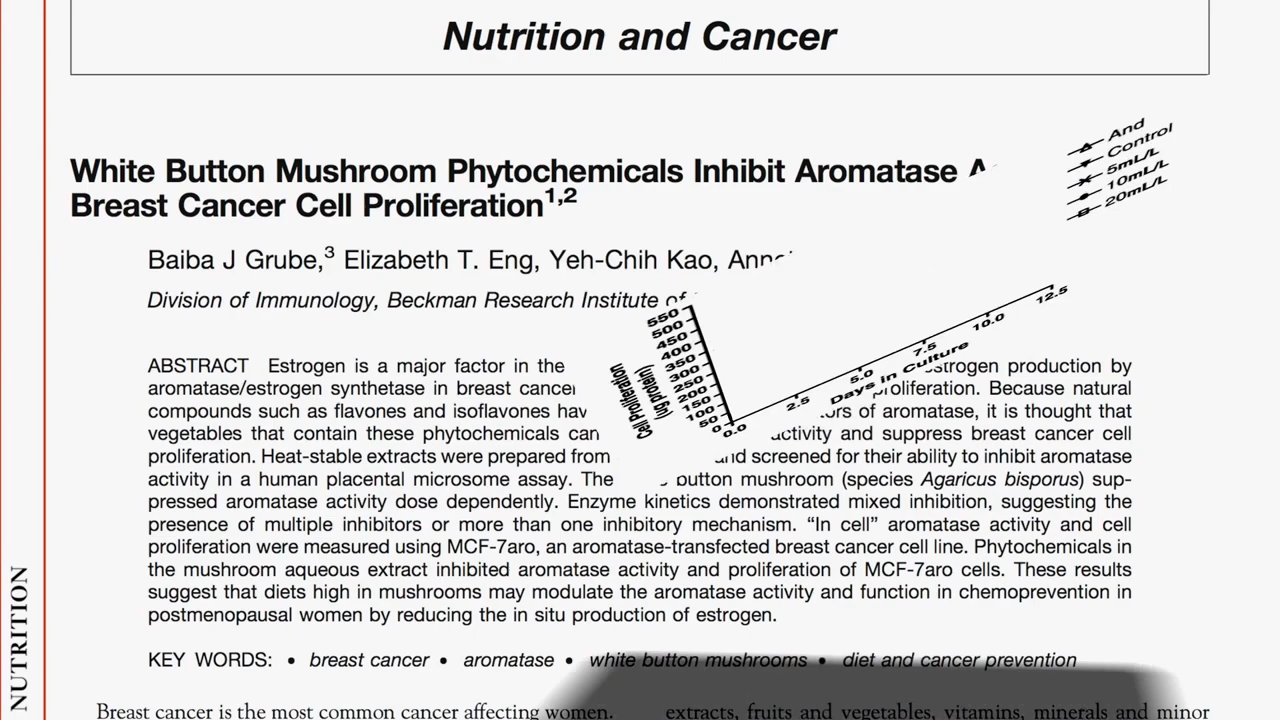 Nutrition and Cancer
White Button Mushroom Phytochemicals Inhibit Aromatase
Breast Cancer Cell Proliferation1,2
Baiba J Grube,3 Elizabeth T. Eng, Yeh-Chih Kao,
Division of Immunology, Beckman Research Institute of
ABSTRACT Estrogen is a major factor in the
aromatase/estrogen synthetase in breast cancer
compounds such as flavones and isoflavones
vegetables that contain these phytochemicals can
proliferation. Heat-stable extracts were prepared from
activity in a human placental microsome assay. The
production by
proliferation. Because natural
of aromatase, it is thought that
activity and suppress breast cancer cell
and screened for their ability to inhibit aromatase
button mushroom (species Agaricus bisporus) sup-
pressed aromatase activity dose dependently. Enzyme kinetics demonstrated mixed inhibition, suggesting the
presence of multiple inhibitors or more than one inhibitory mechanism. “In cell” aromatase activity and cell
proliferation were measured using MCF-7aro, an aromatase-transfected breast cancer cell line. Phytochemicals in
the mushroom aqueous extract inhibited aromatase activity and proliferation of MCF-7aro cells. These results
suggest that diets high in mushrooms may modulate the aromatase activity and function in chemoprevention in
postmenopausal women by reducing the in situ production of estrogen.
KEY WORDS: • breast cancer • aromatase • white button mushrooms • diet and cancer prevention
Breast cancer is the most common cancer affecting women.
extracts, fruits and vegetables, vitamins, minerals and minor
NUTRITION
And
Control
5mL/L
10mL/L
20mL/L
Cell Proliferation
(ug protein)
550
500
450
400
350
300
250
200
150
100
50
0
0.0
2.5
5.0
7.5
10.0
12.5
Days in Culture